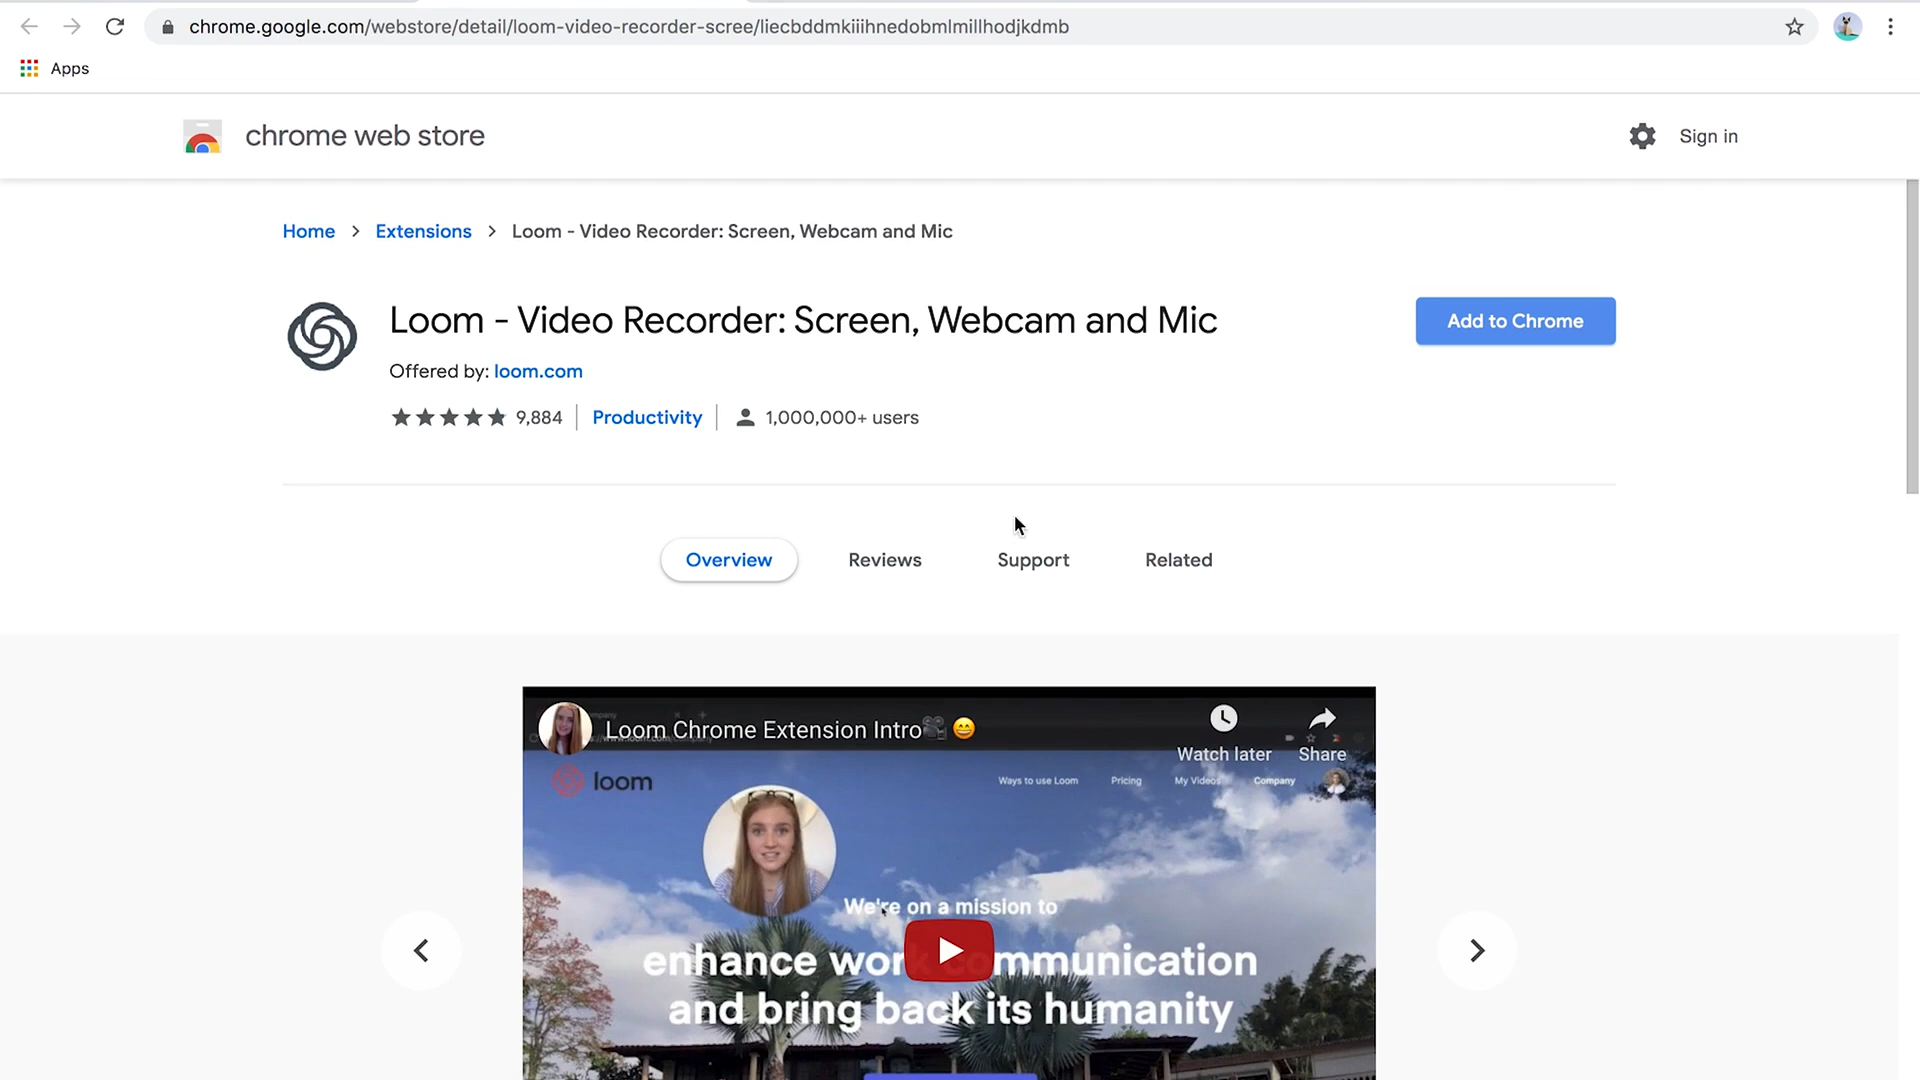 chrome.google.com/webstore/detail/loom-video-recorder-scree/liecbddmkiiihnedobmlmillhodjkdmb
Apps
chrome web store
Sign in
Home > Extensions > Loom - Video Recorder: Screen, Webcam and Mic
Loom - Video Recorder: Screen, Webcam and Mic
Add to Chrome
Offered by: loom.com
9,884 | Productivity | 1,000,000+ users
Overview
Reviews
Support
Related
Loom Chrome Extension Intro🎥 😄
Watch later
Share
loom
Ways to use Loom
Pricing
My Videos
Company
We're on a mission to
enhance work communication
and bring back its humanity